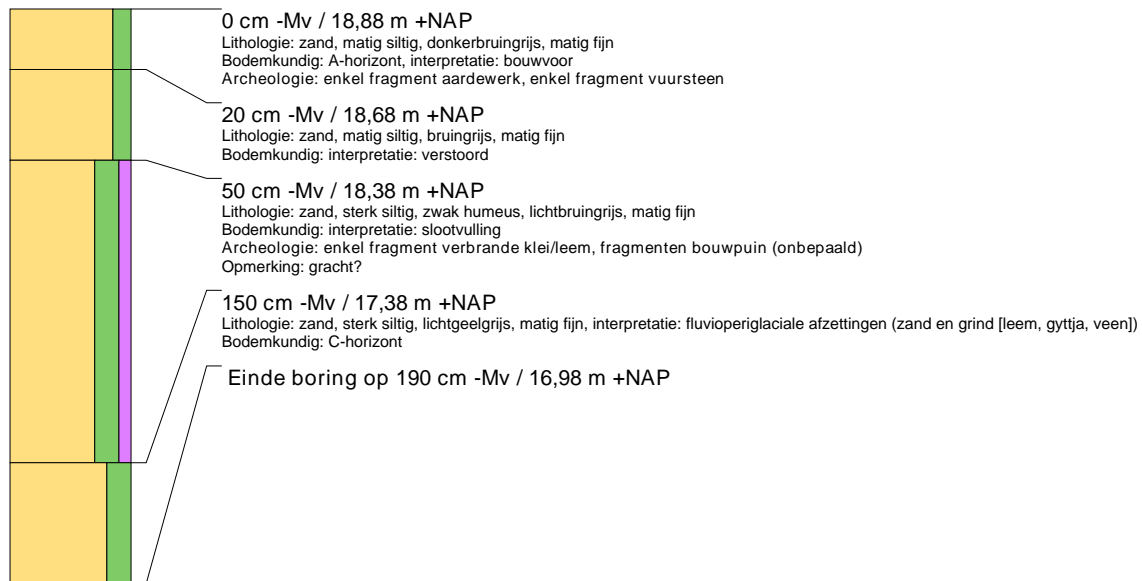 0 cm -Mv / 18,88 m +NAP
Lithologie: zand, matig siltig, donkerbruingrijs, matig fijn
Bodemkundig: A-horizont, interpretatie: bouwvoor
Archeologie: enkel fragment aardewerk, enkel fragment vuursteen
20 cm -Mv / 18,68 m +NAP
Lithologie: zand, matig siltig, bruingrijs, matig fijn
Bodemkundig: interpretatie: verstoord
50 cm -Mv / 18,38 m +NAP
Lithologie: zand, sterk siltig, zwak humeus, lichtbruingrijs, matig fijn
Bodemkundig: interpretatie: slootvulling
Archeologie: enkel fragment verbrande klei/leem, fragmenten bouwpuin (onbepaald)
Opmerking: gracht?
150 cm -Mv / 17,38 m +NAP
Lithologie: zand, sterk siltig, lichtgeelgrijs, matig fijn, interpretatie: fluvioperiglaciale afzettingen (zand en grind [leem, gyttja, veen])
Bodemkundig: C-horizont
Einde boring op 190 cm -Mv / 16,98 m +NAP